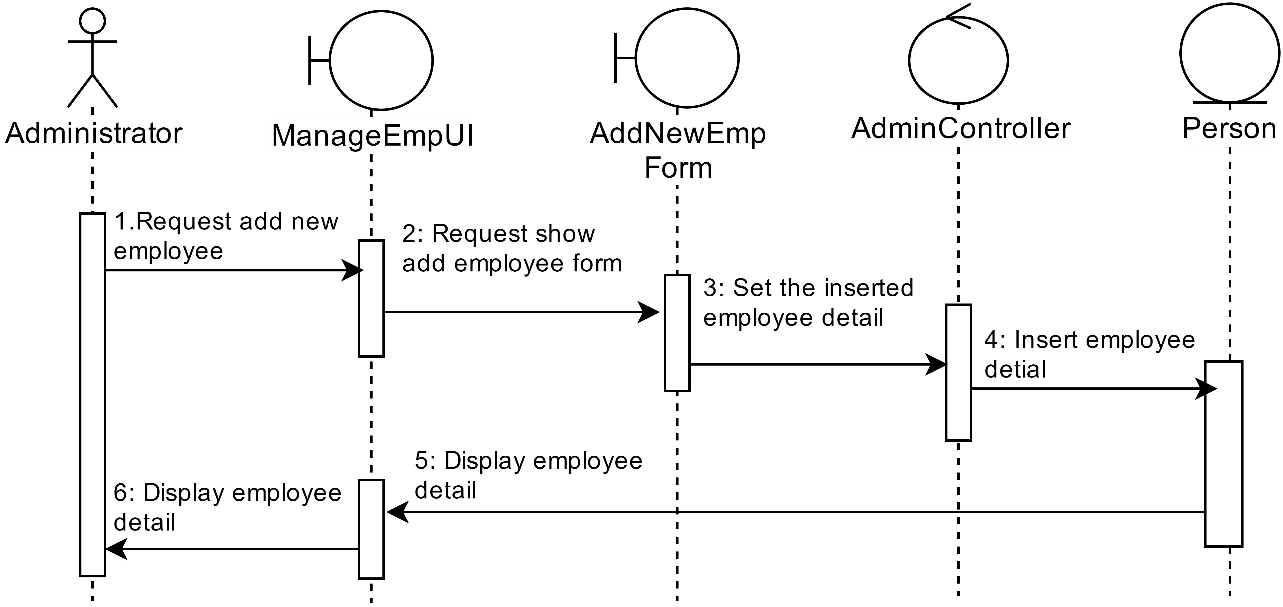 Administrator
ManageEmpUI
AddNewEmp
Form
AdminController
Person
1.Request add new
employee
2: Request show
add employee form
3: Set the inserted
employee detail
4: Insert employee
detial
5: Display employee
detail
6: Display employee
detail